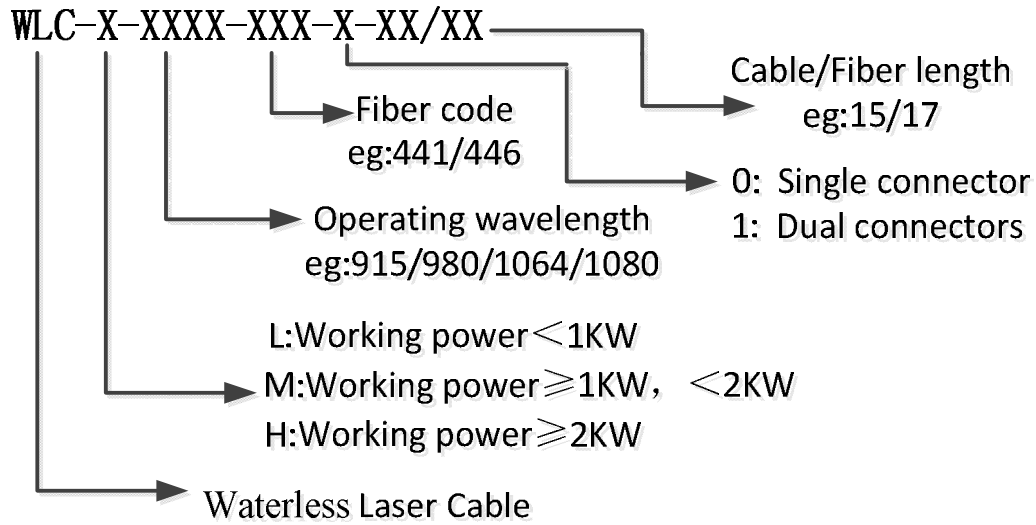 WLC-X-XXXX-XXX-X-XX/XX
Cable/Fiber length
eg:15/17
Fiber code
eg:441/446
0: Single connector
1: Dual connectors
Operating wavelength
eg:915/980/1064/1080
L:Working power<1KW
M:Working power≥1KW, <2KW
H:Working power≥2KW
Waterless Laser Cable